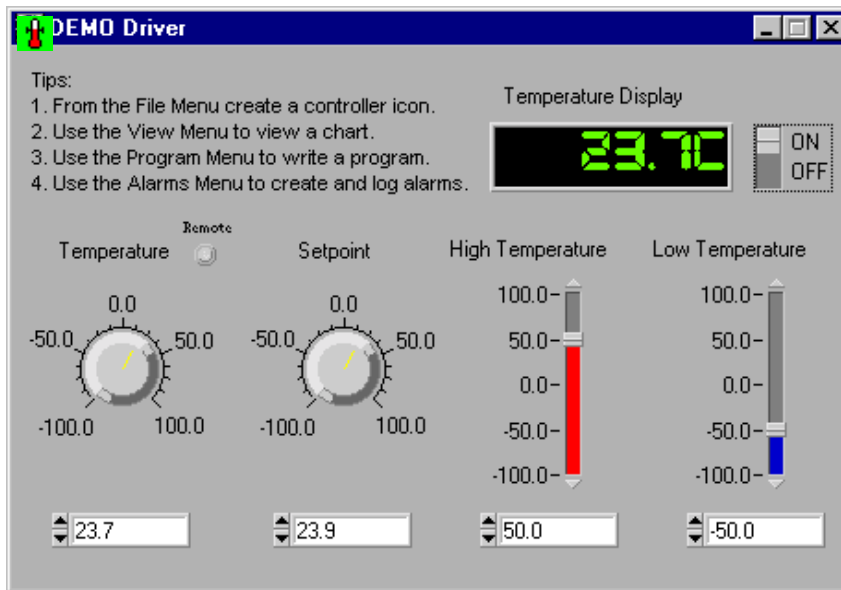 DEMO Driver
Tips:
1. From the File Menu create a controller icon.
2. Use the View Menu to view a chart.
3. Use the Program Menu to write a program.
4. Use the Alarms Menu to create and log alarms.
Temperature Display
23.7C
ON
OFF
Temperature
Remote
Setpoint
High Temperature
Low Temperature
0.0
-50.0 50.0
-100.0 100.0
0.0
-50.0 50.0
-100.0 100.0
100.0
50.0
0.0
-50.0
-100.0
100.0
50.0
0.0
-50.0
-100.0
23.7
23.9
50.0
-50.0